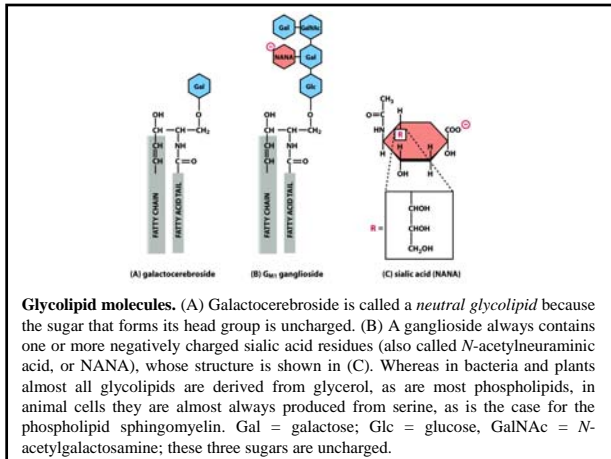 Gal
GalNAc
NANA
Gal
Gal
Glc
O
O
OH
CH CH CH₂
CH NH
CH C O
FATTY CHAIN
FATTY ACID TAIL
OH
CH CH CH₂
CH NH
CH C O
FATTY CHAIN
FATTY ACID TAIL
CH₃
O C H
HN R COO
H H H OH
OH H
R =
CHOH
CHOH
CH₂OH
(A) galactocerebroside
(B) GM1 ganglioside
(C) sialic acid (NANA)
Glycolipid molecules. (A) Galactocerebroside is called a neutral glycolipid because
the sugar that forms its head group is uncharged. (B) A ganglioside always contains
one or more negatively charged sialic acid residues (also called N-acetylneuraminic
acid, or NANA), whose structure is shown in (C). Whereas in bacteria and plants
almost all glycolipids are derived from glycerol, as are most phospholipids, in
animal cells they are almost always produced from serine, as is the case for the
phospholipid sphingomyelin. Gal = galactose; Glc = glucose, GalNAc = N-
acetylgalactosamine; these three sugars are uncharged.